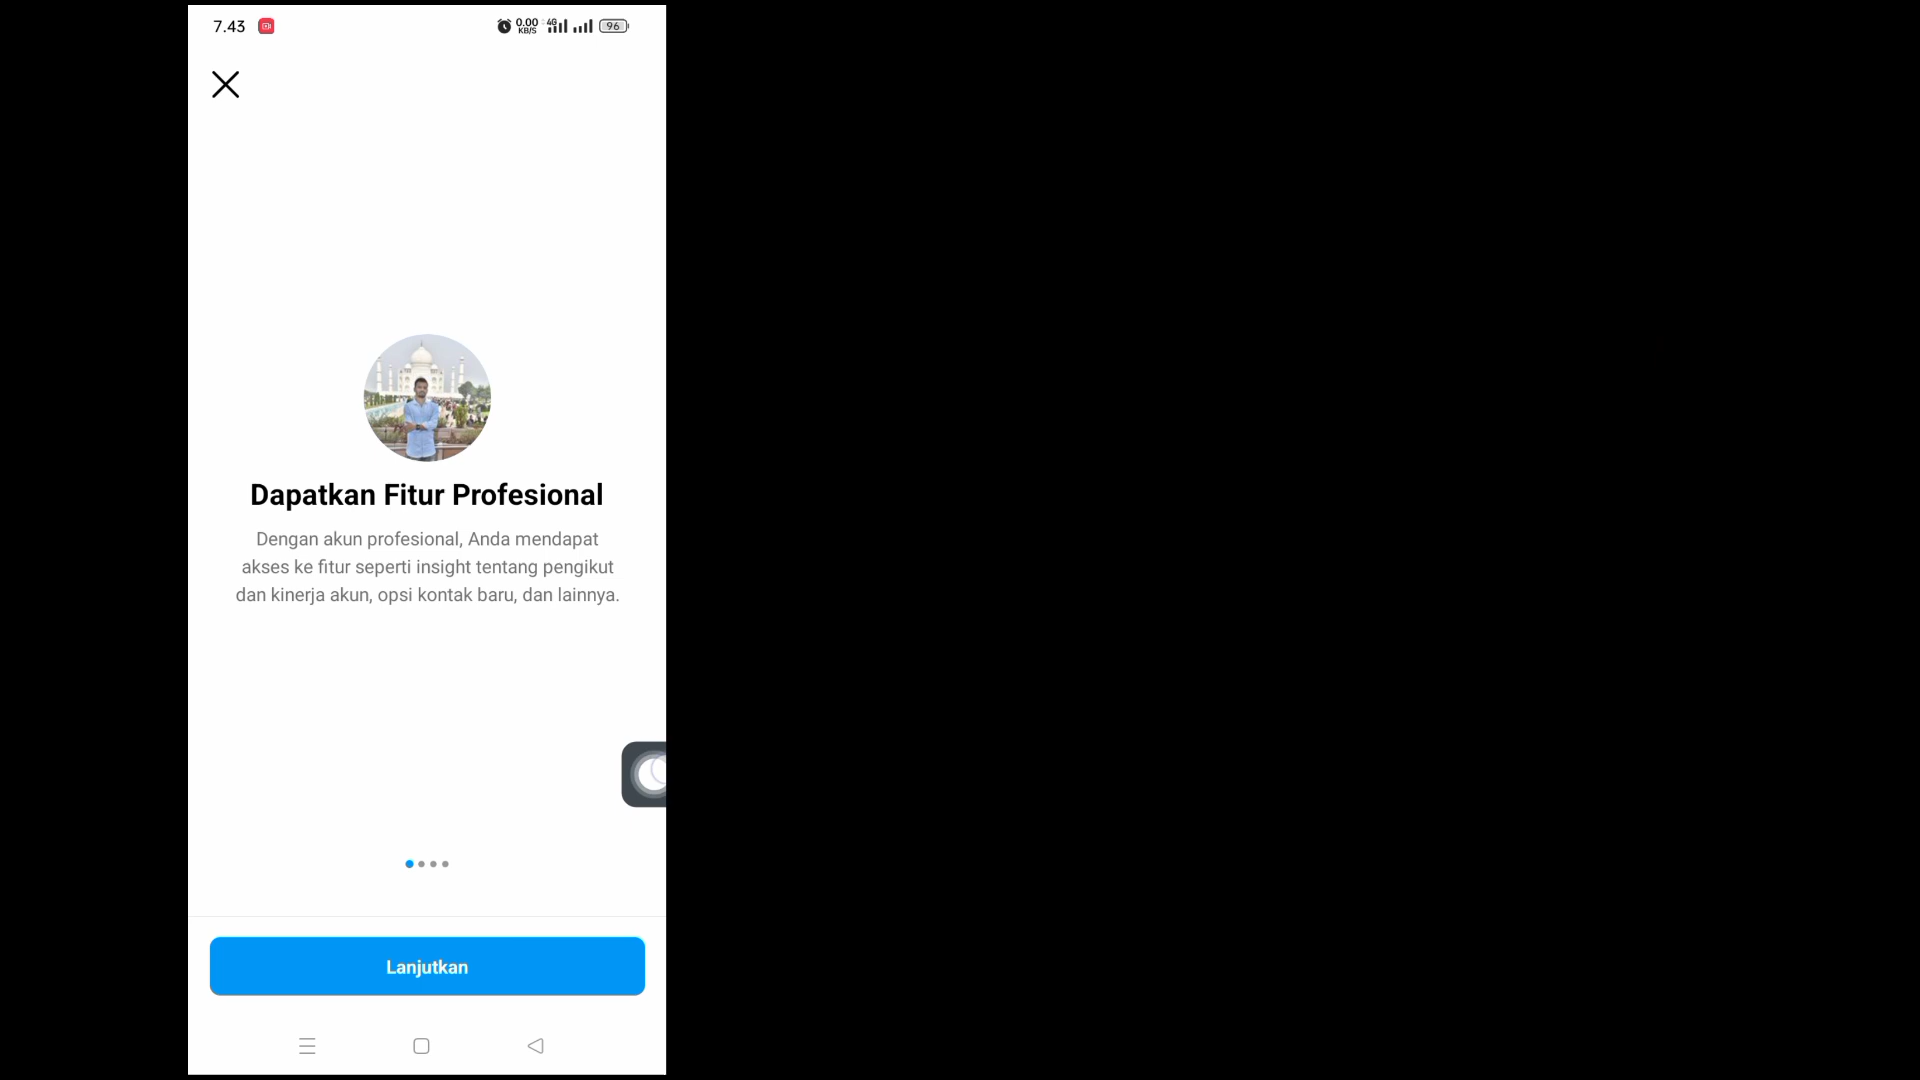 7.43
0.00
KB/S
4G
96
Dapatkan Fitur Profesional
Dengan akun profesional, Anda mendapat
akses ke fitur seperti insight tentang pengikut
dan kinerja akun, opsi kontak baru, dan lainnya.
Lanjutkan